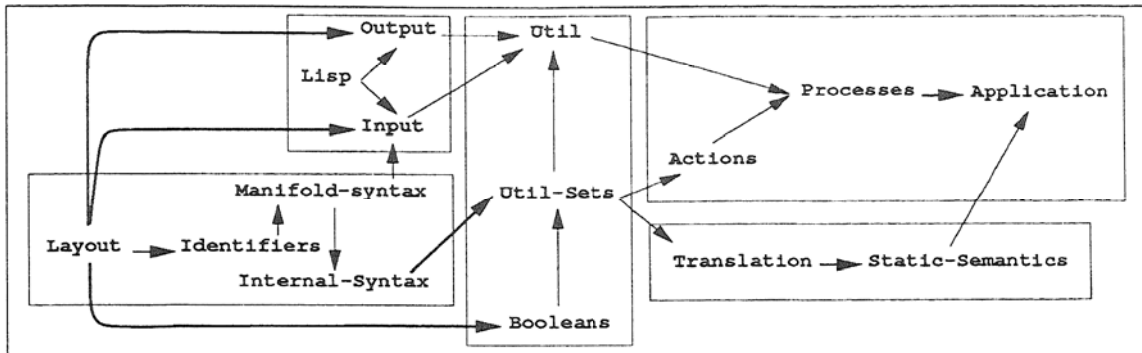 Output
Util
Lisp
Processes
Application
Input
Actions
Manifold-syntax
Util-Sets
Layout
Identifiers
Translation
Static-Semantics
Internal-Syntax
Booleans